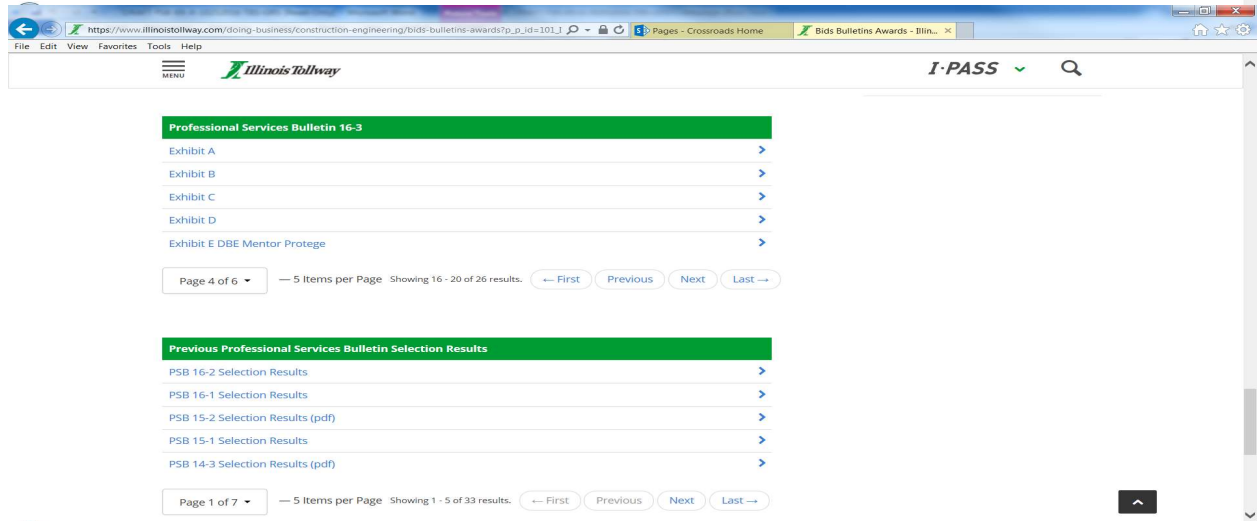 https://www.illinoistollway.com/doing-business/construction-engineering/bids-bulletins-awards?p_p_id=101_I
Pages - Crossroads Home
Bids Bulletins Awards - Illin...
File Edit View Favorites Tools Help
MENU
Illinois Tollway
I·PASS
Professional Services Bulletin 16-3
Exhibit A
Exhibit B
Exhibit C
Exhibit D
Exhibit E DBE Mentor Protege
Page 4 of 6 — 5 Items per Page Showing 16 - 20 of 26 results. ← First Previous Next Last →
Previous Professional Services Bulletin Selection Results
PSB 16-2 Selection Results
PSB 16-1 Selection Results
PSB 15-2 Selection Results (pdf)
PSB 15-1 Selection Results
PSB 14-3 Selection Results (pdf)
Page 1 of 7 — 5 Items per Page Showing 1 - 5 of 33 results. ← First Previous Next Last →